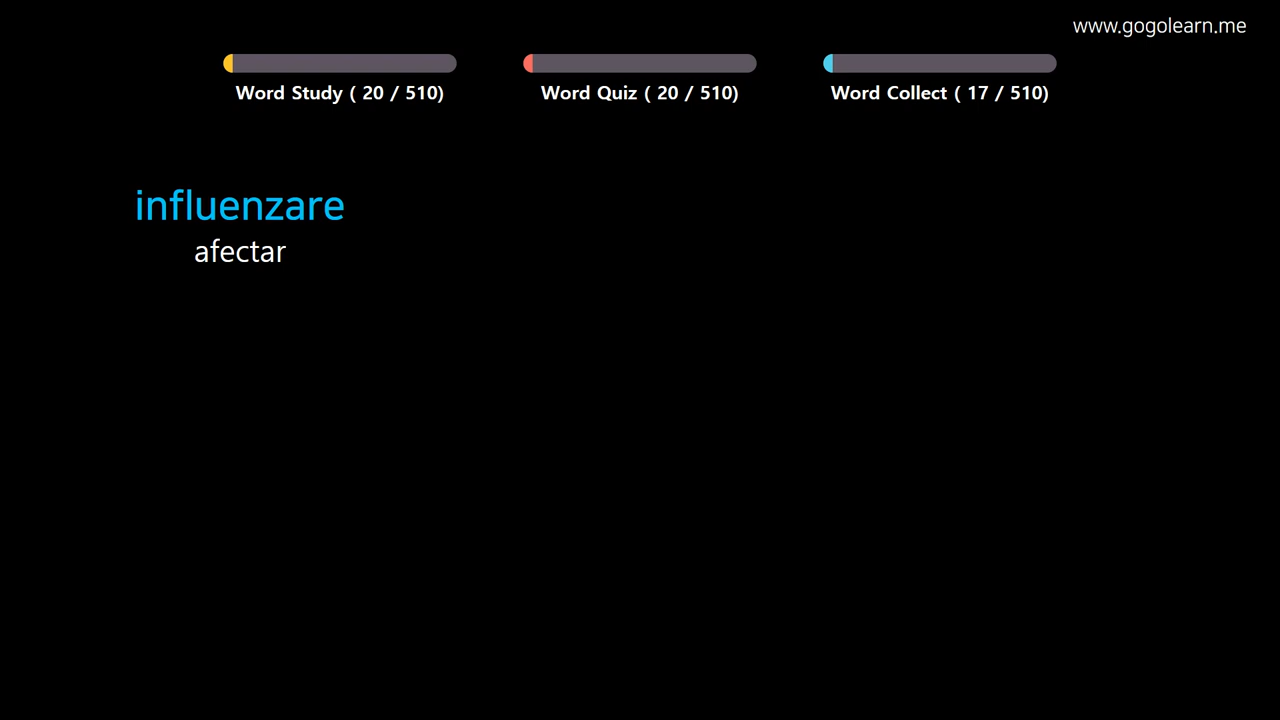 www.gogolearn.me
Word Study ( 20 / 510)
Word Quiz ( 20 / 510)
Word Collect ( 17 / 510)
influenzare
afectar